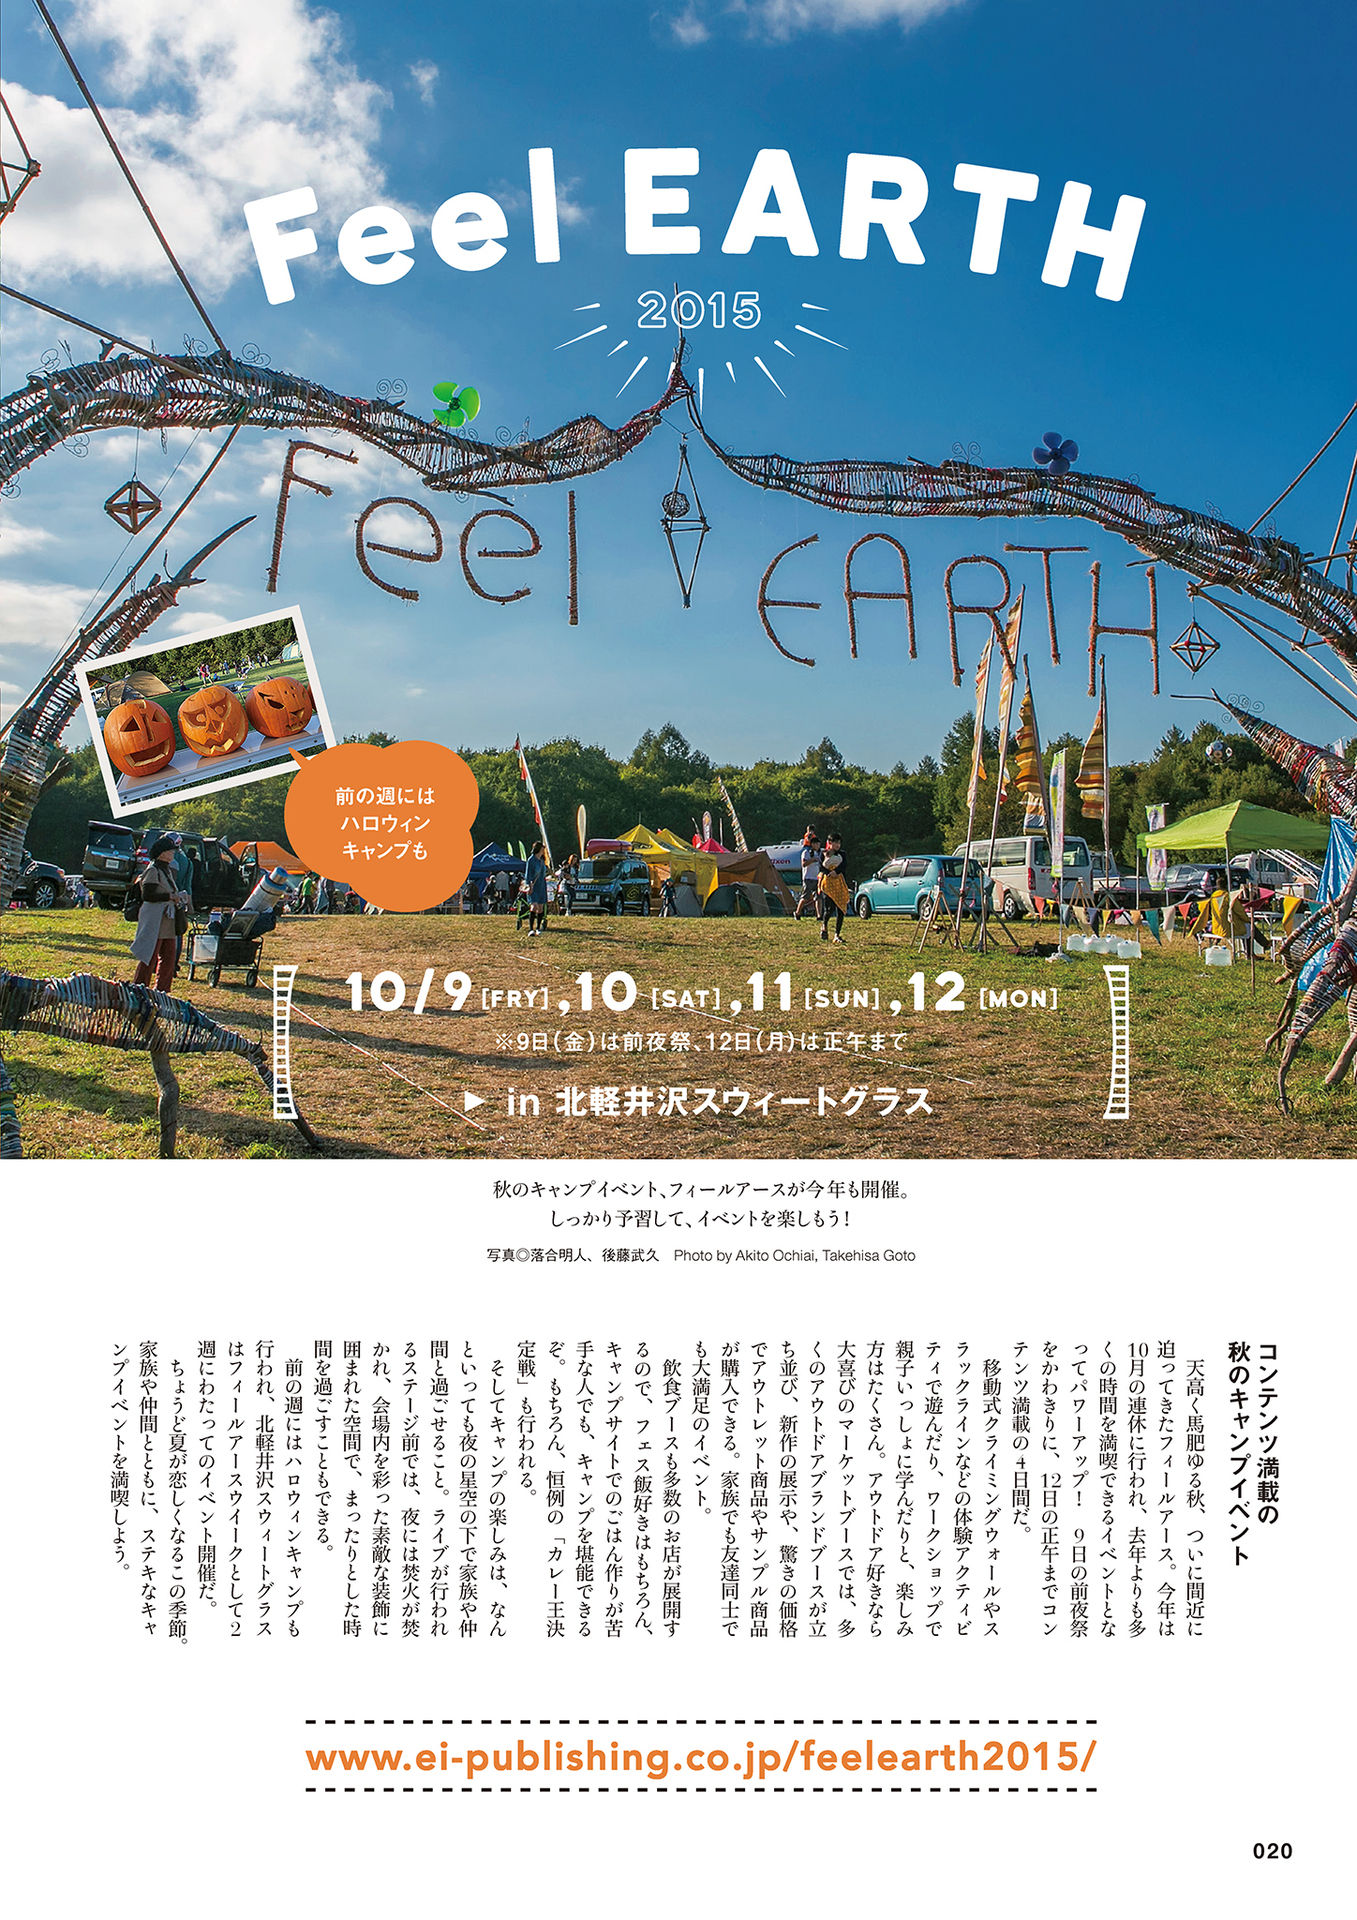 Feel EARTH
2015
Feel EARTH
前の週には
ハロウィン
キャンプも
10/9 [FRY], 10 [SAT], 11 [SUN], 12 [MON]
※9日(金)は前夜祭、12日(月)は正午まで
▶ in 北軽井沢スウィートグラス
秋のキャンプイベント、フィールアースが今年も開催。
しっかり予習して、イベントを楽しもう!
写真◎落合明人、後藤武久 Photo by Akito Ochiai, Takehisa Goto
コンテンツ満載の
秋のキャンプイベント
天高く馬肥ゆる秋、ついに間近に
迫ってきたフィールアース。今年は
10月の連休に行われ、去年よりも多
くの時間を満喫できるイベントとな
ってパワーアップ! 9日の前夜祭
をかわきりに、12日の正午までコン
テンツ満載の4日間だ。
移動式クライミングウォールやス
ラックラインなどの体験アクティビ
ティで遊んだり、ワークショップで
親子いっしょに学んだりと、楽しみ
方はたくさん。アウトドア好きなら
大喜びのマーケットブースでは、多
くのアウトドアブランドブースが立
ち並び、新作の展示や、驚きの価格
でアウトレット商品やサンプル商品
が購入できる。家族でも友達同士で
も大満足のイベント。
飲食ブースも多数のお店が展開す
るので、フェス飯好きはもちろん、
キャンプサイトでのごはん作りが苦
手な人でも、キャンプを堪能できる
ぞ。もちろん、恒例の「カレー王決
定戦」も行われる。
そしてキャンプの楽しみは、なん
といっても夜の星空の下で家族や仲
間と過ごせること。ライブが行われ
るステージ前では、夜には焚火が焚
かれ、会場内を彩った素敵な装飾に
囲まれた空間で、まったりとした時
間を過ごすこともできる。
前の週にはハロウィンキャンプも
行われ、北軽井沢スウィートグラス
はフィールアースウイークとして2
週にわたってのイベント開催だ。
ちょうど夏が恋しくなるこの季節。
家族や仲間とともに、ステキなキャ
ンプイベントを満喫しよう。
www.ei-publishing.co.jp/feelearth2015/
020